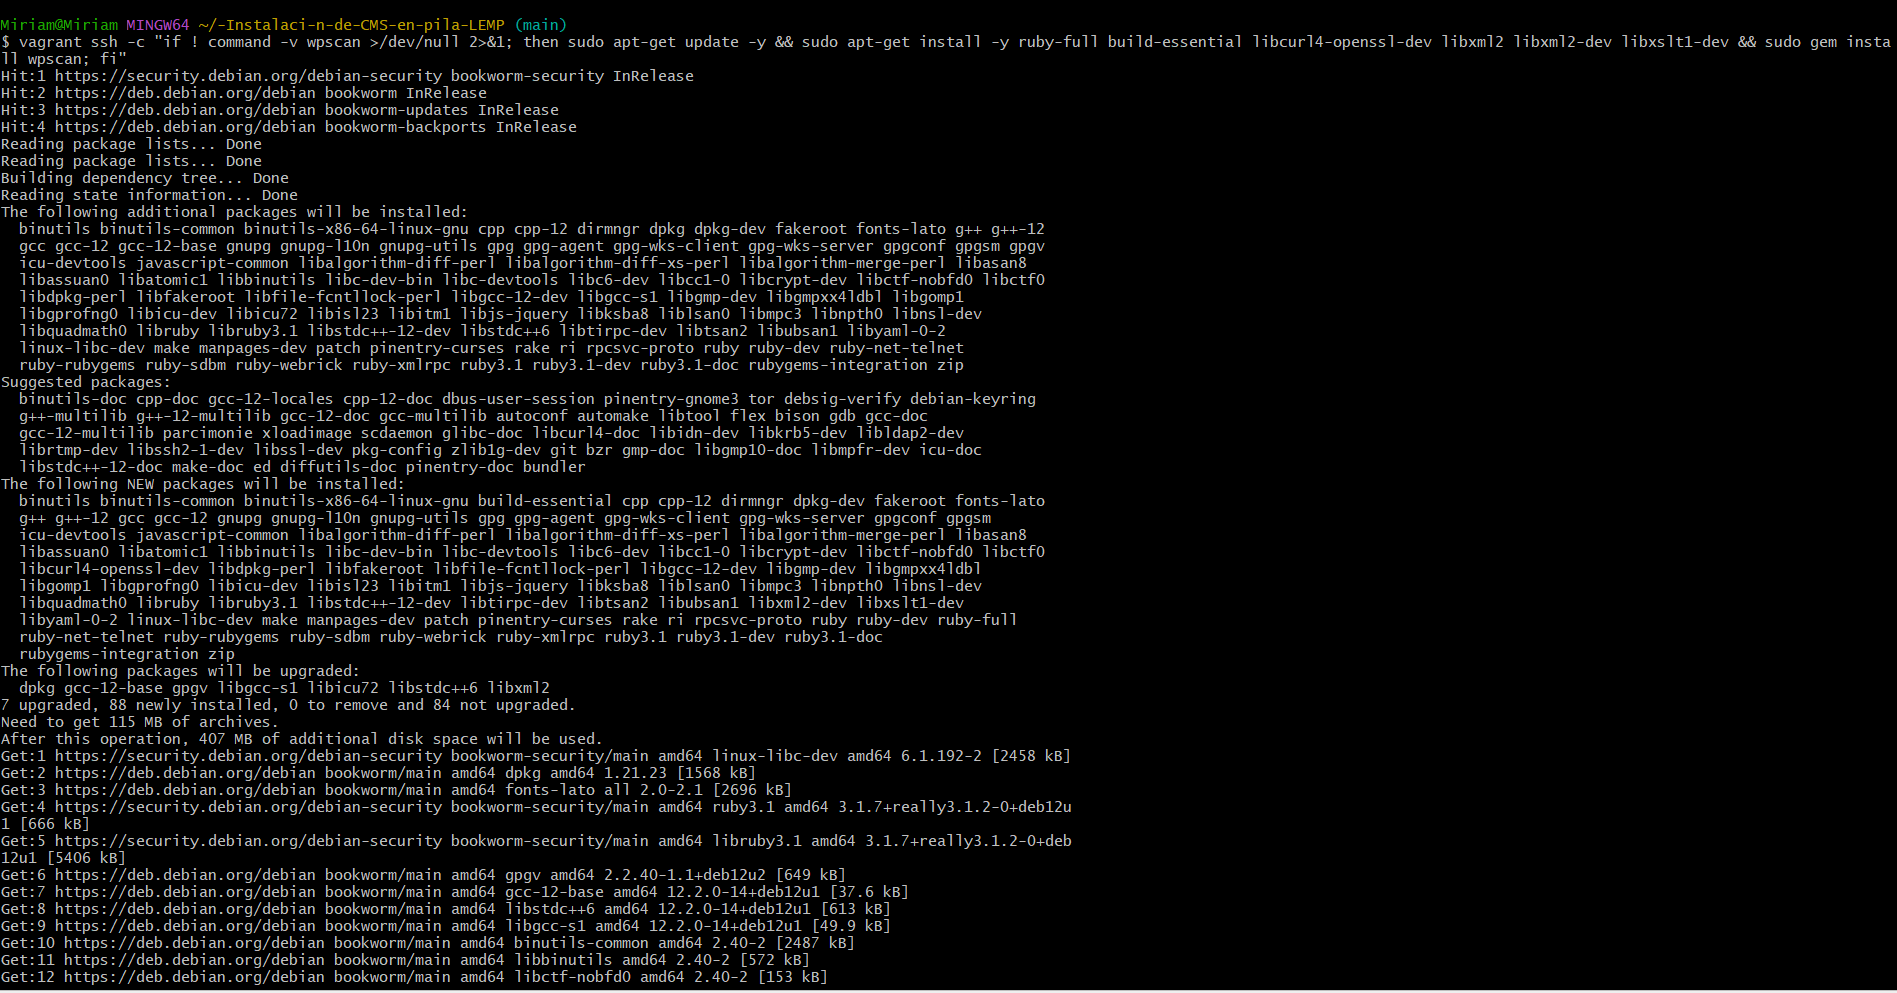 Miriam@Miriam MINGW64 ~/-Instalaci-n-de-CMS-en-pila-LEMP (main)
$ vagrant ssh -c "if ! command -v wpscan >/dev/null 2>&1; then sudo apt-get update -y && sudo apt-get install -y ruby-full build-essential libcurl4-openssl-dev libxml2 libxml2-dev libxslt1-dev && sudo gem insta
ll wpscan; fi"
Hit:1 https://security.debian.org/debian-security bookworm-security InRelease
Hit:2 https://deb.debian.org/debian bookworm InRelease
Hit:3 https://deb.debian.org/debian bookworm-updates InRelease
Hit:4 https://deb.debian.org/debian bookworm-backports InRelease
Reading package lists... Done
Reading package lists... Done
Building dependency tree... Done
Reading state information... Done
The following additional packages will be installed:
  binutils binutils-common binutils-x86-64-linux-gnu cpp cpp-12 dirmngr dpkg dpkg-dev fakeroot fonts-lato g++ g++-12
  gcc gcc-12 gcc-12-base gnupg gnupg-l10n gnupg-utils gpg gpg-agent gpg-wks-client gpg-wks-server gpgconf gpgsm gpgv
  icu-devtools javascript-common libalgorithm-diff-perl libalgorithm-diff-xs-perl libalgorithm-merge-perl libasan8
  libassuan0 libatomic1 libbinutils libc-dev-bin libc-devtools libc6-dev libcc1-0 libcrypt-dev libctf-nobfd0 libctf0
  libdpkg-perl libfakeroot libfile-fcntllock-perl libgcc-12-dev libgcc-s1 libgmp-dev libgmpxx4ldbl libgomp1
  libgprofng0 libicu-dev libicu72 libisl23 libitm1 libjs-jquery libksba8 liblsan0 libmpc3 libnpth0 libnsl-dev
  libquadmath0 libruby libruby3.1 libstdc++-12-dev libstdc++6 libtirpc-dev libtsan2 libubsan1 libyaml-0-2
  linux-libc-dev make manpages-dev patch pinentry-curses rake ri rpcsvc-proto ruby ruby-dev ruby-net-telnet
  ruby-rubygems ruby-sdbm ruby-webrick ruby-xmlrpc ruby3.1 ruby3.1-dev ruby3.1-doc rubygems-integration zip
Suggested packages:
  binutils-doc cpp-doc gcc-12-locales cpp-12-doc dbus-user-session pinentry-gnome3 tor debsig-verify debian-keyring
  g++-multilib g++-12-multilib gcc-12-doc gcc-multilib autoconf automake libtool flex bison gdb gcc-doc
  gcc-12-multilib parcimonie xloadimage scdaemon glibc-doc libcurl4-doc libidn-dev libkrb5-dev libldap2-dev
  librtmp-dev libssh2-1-dev libssl-dev pkg-config zlib1g-dev git bzr gmp-doc libgmp10-doc libmpfr-dev icu-doc
  libstdc++-12-doc make-doc ed diffutils-doc pinentry-doc bundler
The following NEW packages will be installed:
  binutils binutils-common binutils-x86-64-linux-gnu build-essential cpp cpp-12 dirmngr dpkg-dev fakeroot fonts-lato
  g++ g++-12 gcc gcc-12 gnupg gnupg-l10n gnupg-utils gpg gpg-agent gpg-wks-client gpg-wks-server gpgconf gpgsm
  icu-devtools javascript-common libalgorithm-diff-perl libalgorithm-diff-xs-perl libalgorithm-merge-perl libasan8
  libassuan0 libatomic1 libbinutils libc-dev-bin libc-devtools libc6-dev libcc1-0 libcrypt-dev libctf-nobfd0 libctf0
  libcurl4-openssl-dev libdpkg-perl libfakeroot libfile-fcntllock-perl libgcc-12-dev libgmp-dev libgmpxx4ldbl
  libgomp1 libgprofng0 libicu-dev libisl23 libitm1 libjs-jquery libksba8 liblsan0 libmpc3 libnpth0 libnsl-dev
  libquadmath0 libruby libruby3.1 libstdc++-12-dev libtirpc-dev libtsan2 libubsan1 libxml2-dev libxslt1-dev
  libyaml-0-2 linux-libc-dev make manpages-dev patch pinentry-curses rake ri rpcsvc-proto ruby ruby-dev ruby-full
  ruby-net-telnet ruby-rubygems ruby-sdbm ruby-webrick ruby-xmlrpc ruby3.1 ruby3.1-dev ruby3.1-doc
  rubygems-integration zip
The following packages will be upgraded:
  dpkg gcc-12-base gpgv libgcc-s1 libicu72 libstdc++6 libxml2
7 upgraded, 88 newly installed, 0 to remove and 84 not upgraded.
Need to get 115 MB of archives.
After this operation, 407 MB of additional disk space will be used.
Get:1 https://security.debian.org/debian-security bookworm-security/main amd64 linux-libc-dev amd64 6.1.192-2 [2458 kB]
Get:2 https://deb.debian.org/debian bookworm/main amd64 dpkg amd64 1.21.23 [1568 kB]
Get:3 https://deb.debian.org/debian bookworm/main amd64 fonts-lato all 2.0-2.1 [2696 kB]
Get:4 https://security.debian.org/debian-security bookworm-security/main amd64 ruby3.1 amd64 3.1.7+really3.1.2-0+deb12u
1 [666 kB]
Get:5 https://security.debian.org/debian-security bookworm-security/main amd64 libruby3.1 amd64 3.1.7+really3.1.2-0+deb
12u1 [5406 kB]
Get:6 https://deb.debian.org/debian bookworm/main amd64 gpgv amd64 2.2.40-1.1+deb12u2 [649 kB]
Get:7 https://deb.debian.org/debian bookworm/main amd64 gcc-12-base amd64 12.2.0-14+deb12u1 [37.6 kB]
Get:8 https://deb.debian.org/debian bookworm/main amd64 libstdc++6 amd64 12.2.0-14+deb12u1 [613 kB]
Get:9 https://deb.debian.org/debian bookworm/main amd64 libgcc-s1 amd64 12.2.0-14+deb12u1 [49.9 kB]
Get:10 https://deb.debian.org/debian bookworm/main amd64 binutils-common amd64 2.40-2 [2487 kB]
Get:11 https://deb.debian.org/debian bookworm/main amd64 libbinutils amd64 2.40-2 [572 kB]
Get:12 https://deb.debian.org/debian bookworm/main amd64 libctf-nobfd0 amd64 2.40-2 [153 kB]